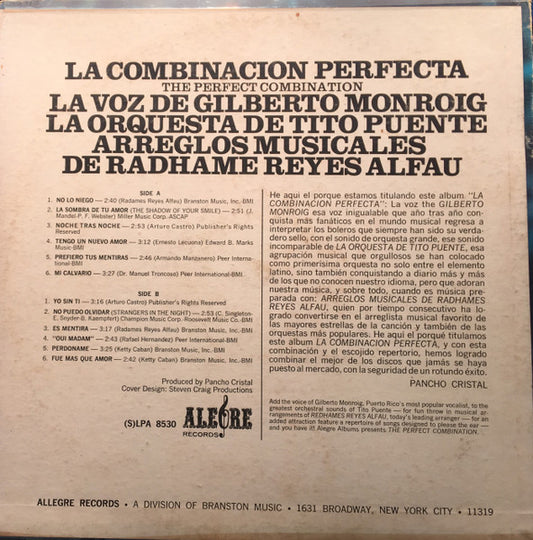 LA COMBINACION PERFECTA
THE PERFECT COMBINATION
LA VOZ DE GILBERTO MONROIG
LA ORQUESTA DE TITO PUENTE
ARREGLOS MUSICALES
DE RADHAME REYES ALFAU
SIDE A
1. NO LO NIEGO — 2:40 (Radames Reyes Alfau) Branston Music, Inc.-BMI
2. LA SOMBRA DE TU AMOR (THE SHADOW OF YOUR SMILE) — 2:51 (J.
Mandel-P. F. Webster) Miller Music Corp. ASCAP
3. NOCHE TRAS NOCHE — 2:53 (Arturo Castro) Publisher's Rights
Reserved
4. TENGO UN NUEVO AMOR — 3:12 (Ernesto Lecuona) Edward B. Marks
Music-BMI
5. PREFIERO TUS MENTIRAS — 2:46 (Armando Manzanero) Peer Interna-
tional-BMI
6. MI CALVARIO — 3:27 (Dr. Manuel Troncoso) Peer International-BMI
SIDE B
1. YO SIN TI — 3:16 (Arturo Castro) Publisher's Rights Reserved
2. NO PUEDO OLVIDAR (STRANGERS IN THE NIGHT) — 2:53 (C. Singleton-
E, Snyder-B, Kaempfert) Champion Music Corp. -Roosevelt Music Co.-BMI
3. ES MENTIRA — 3:17 (Radames Reyes Alfau) Branston Music, Inc.-BMI
4. "OUI MADAM" — 2:43 (Rafael Hernandez) Peer International-BMI
5. PERDONAME — 3:25 (Ketty Caban) Branston Music, Inc.-BMI
6. FUE MAS QUE AMOR — 2:42 (Ketty Caban) Branston Music, Inc.-BMI
Produced by Pancho Cristal
Cover Design: Steven Craig Productions
(S)LPA 8530 ALEGRE
RECORDS
He aqui el porque estamos titulando este album "LA
COMBINACION PERFECTA": La voz the GILBERTO
MONROIG esa voz inigualable que año tras año con-
quista más fanáticos en el mundo musical regresa a
interpretar los boleros que siempre han sido su verda-
dero sello, con el sonido de orquesta grande, ese sonido
incomparable de LA ORQUESTA DE TITO PUENTE, esa
agrupación musical que orgullosos se han colocado
como primerísima orquesta no solo entre el elemento
latino, sino también conquistando a diario más y más
de los que no conocen nuestro idioma, pero que adoran
nuestra música, y sobre todo, cuando es música pre-
parada con: ARREGLOS MUSICALES DE RADHAMES
REYES ALFAU, quien por tiempo consecutivo ha lo-
grado convertirse en el arreglista musical favorito de
las mayores estrellas de la canción y también de las
orquestas más populares. He aqui el porqué titulamos
este album LA COMBINACION PERFECTA, y con esta
combinación y el escojido repertorio, hemos logrado
combinar el mejor de los discos que jamás se haya
puesto al mercado, con la seguridad de un rotundo éxito.
PANCHO CRISTAL
Add the voice of Gilberto Monroig, Puerto Rico's most popular vocalist, to the
greatest orchestral sounds of Tito Puente — for fun throw in musical ar-
rangements of REDHAMES REYES ALFAU, today's leading arranger — for an
added attraction feature a repertoire of songs designed to please the ear —
and you have it! Alegre Albums presents THE PERFECT COMBINATION.
ALLEGRE RECORDS • A DIVISION OF BRANSTON MUSIC • 1631 BROADWAY, NEW YORK CITY • 11319